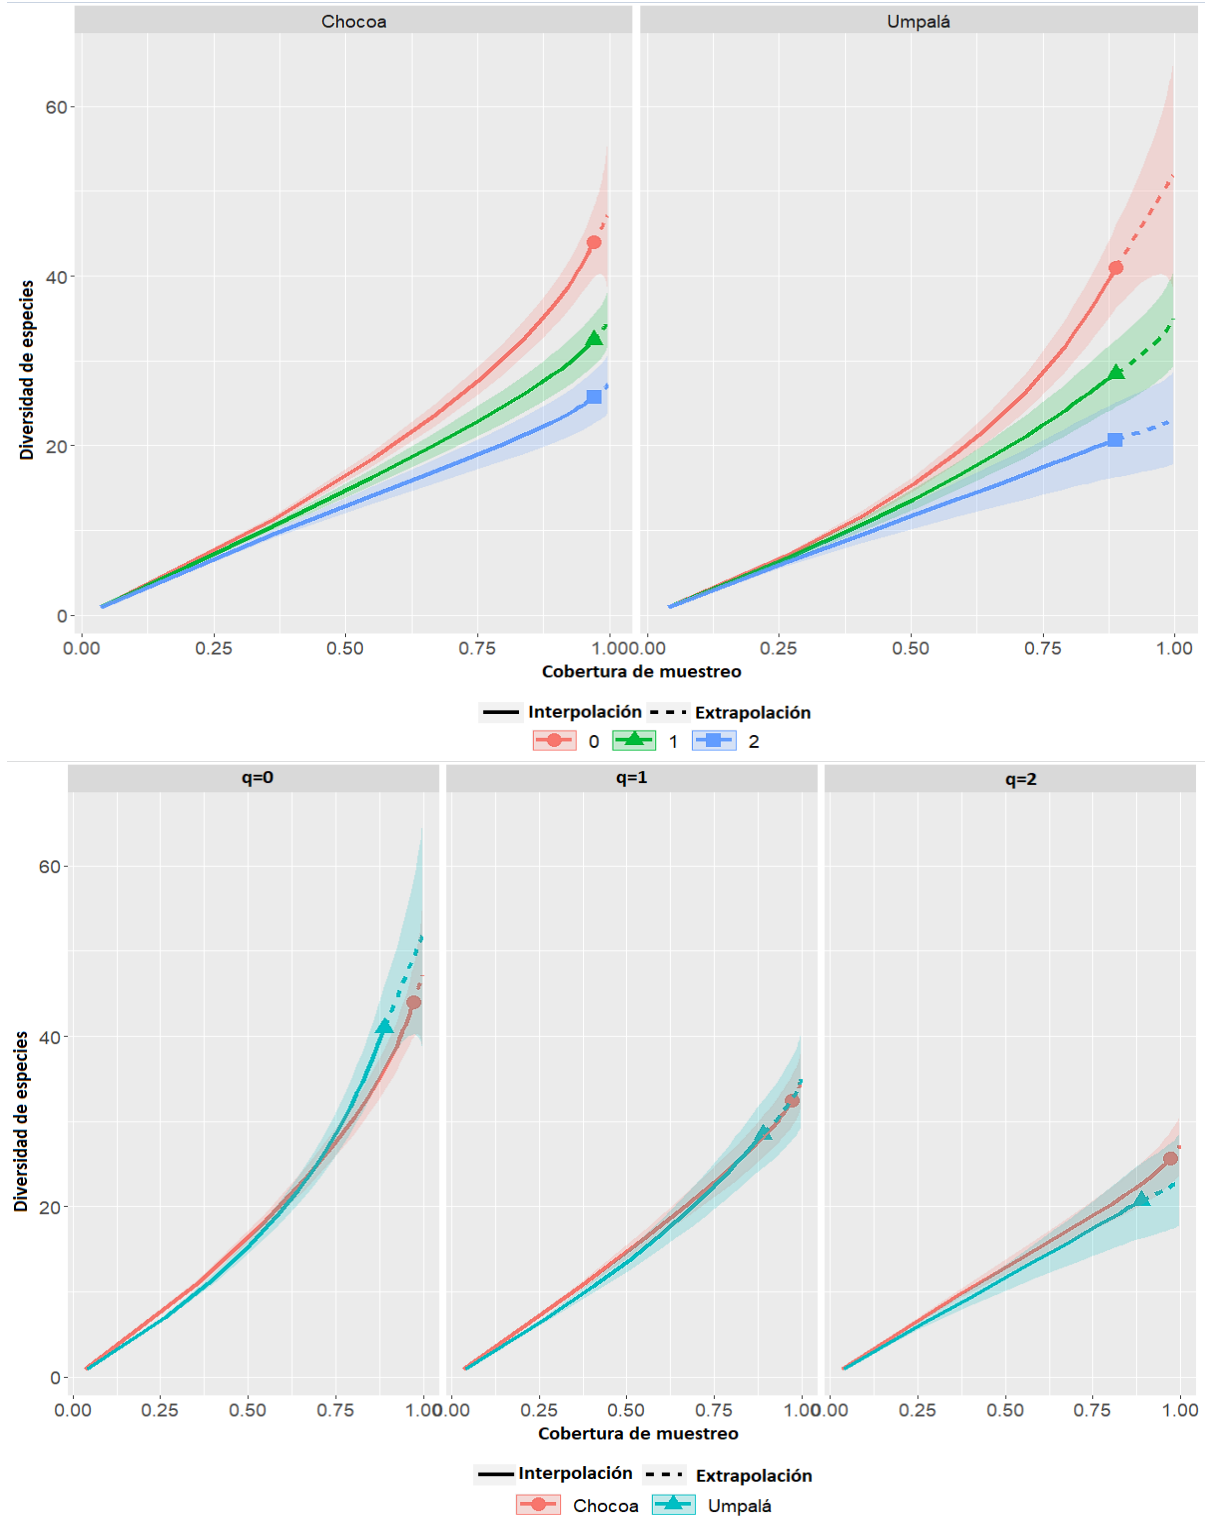 Chocoa Umpalá
60
40
20
0
Diversidad de especies
0.00 0.25 0.50 0.75 1.00 0.00 0.25 0.50 0.75 1.00
Cobertura de muestreo
Interpolación Extrapolación
0 1 2
q=0 q=1 q=2
60
40
20
0
Diversidad de especies
0.00 0.25 0.50 0.75 1.00 0.00 0.25 0.50 0.75 1.00 0.00 0.25 0.50 0.75 1.00
Cobertura de muestreo
Interpolación Extrapolación
Chocoa Umpalá